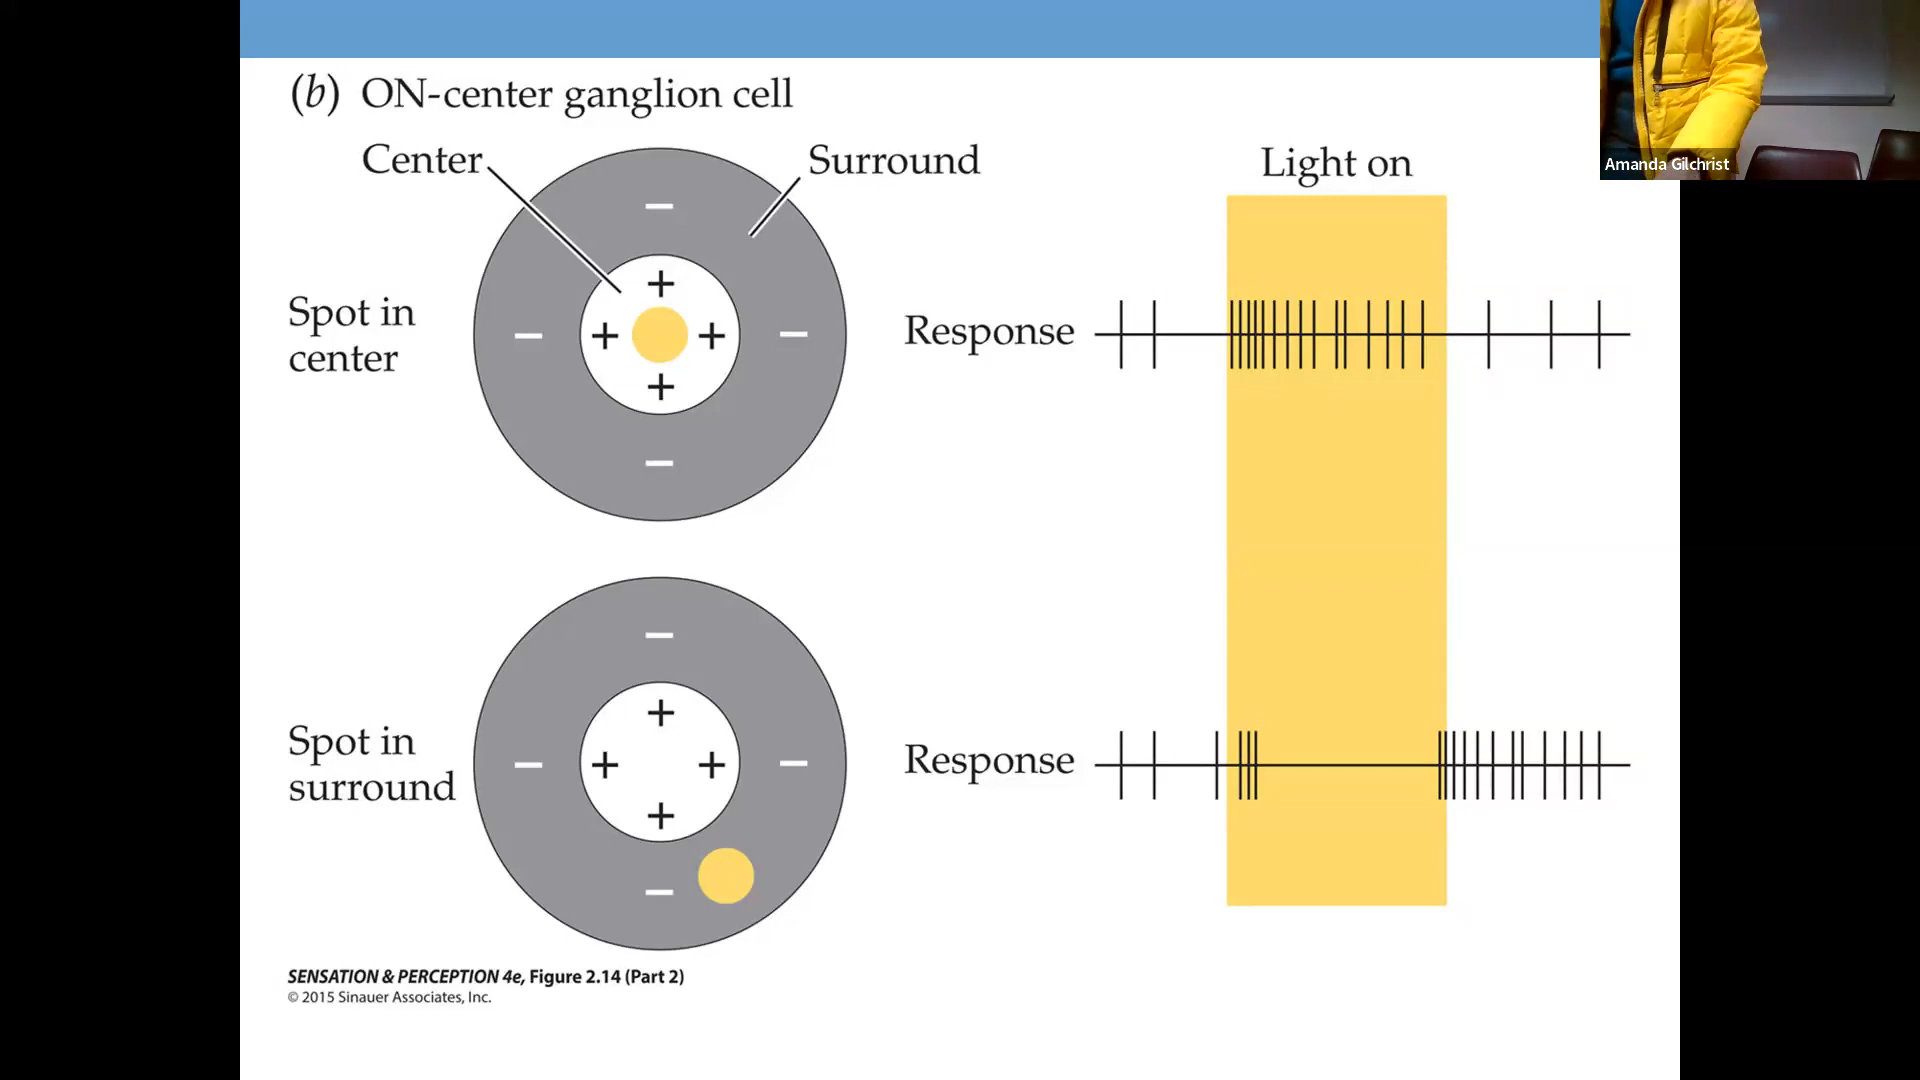 (b) ON-center ganglion cell
Center
Surround
Light on
Amanda Gilchrist
+
+ +
+
−
− −
−
Spot in
center
Response
+
+ +
+
−
− −
−
Spot in
surround
Response
SENSATION & PERCEPTION 4e, Figure 2.14 (Part 2)
© 2015 Sinauer Associates, Inc.